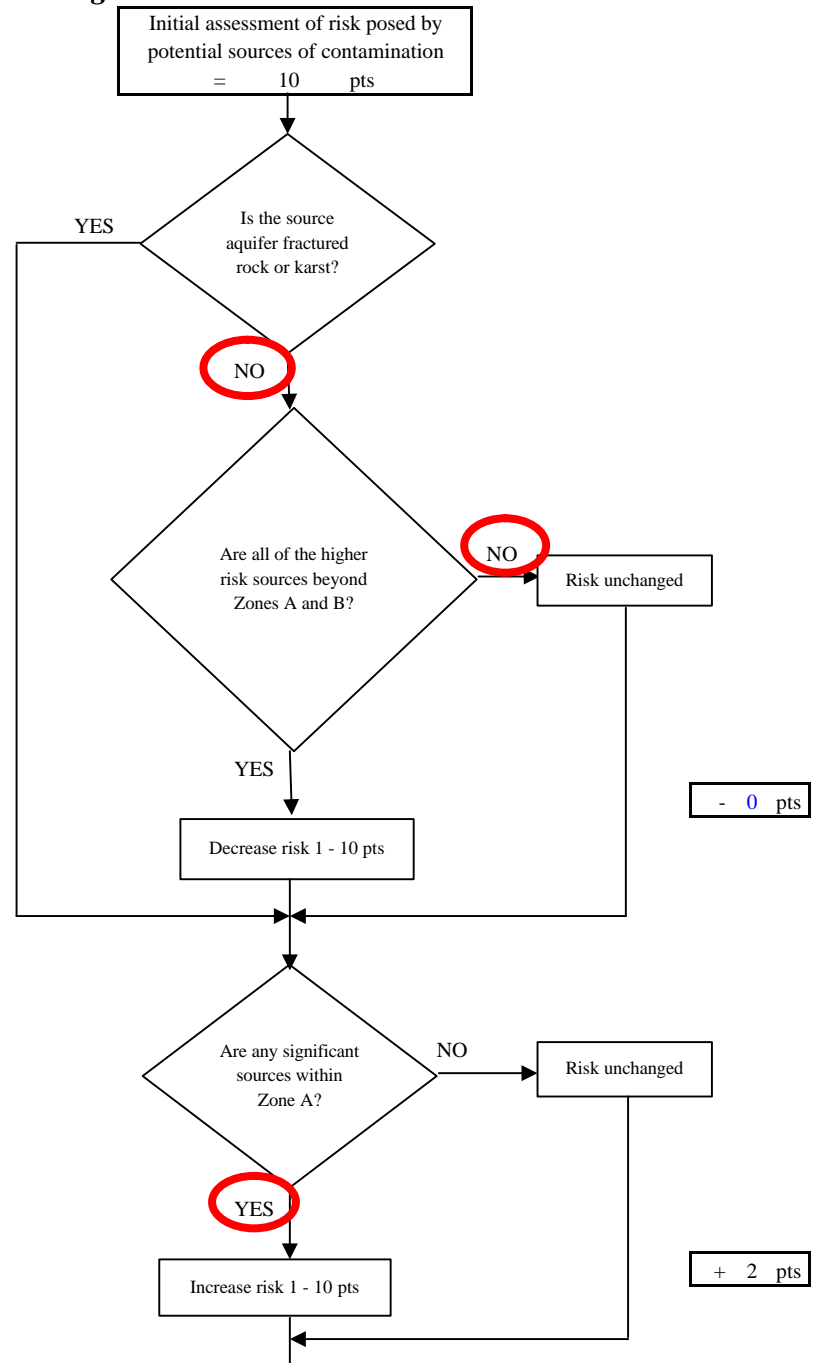 Initial assessment of risk posed by
potential sources of contamination
= 10 pts
YES
Is the source
aquifer fractured
rock or karst?
NO
Are all of the higher
risk sources beyond
Zones A and B?
NO
Risk unchanged
YES
- 0 pts
Decrease risk 1 - 10 pts
Are any significant
sources within
Zone A?
NO
Risk unchanged
YES
+ 2 pts
Increase risk 1 - 10 pts